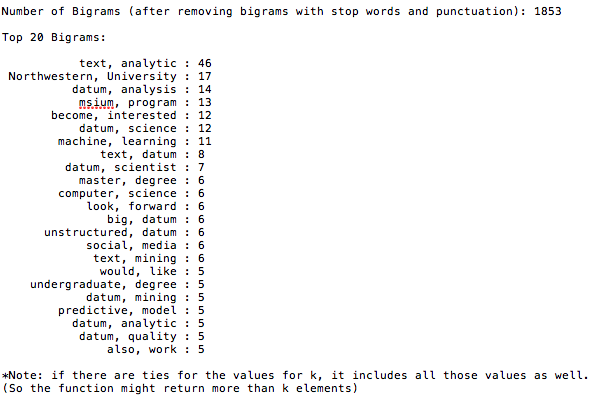 Number of Bigrams (after removing bigrams with stop words and punctuation): 1853
Top 20 Bigrams:
text, analytic : 46
Northwestern, University : 17
datum, analysis : 14
msium, program : 13
become, interested : 12
datum, science : 12
machine, learning : 11
text, datum : 8
datum, scientist : 7
master, degree : 6
computer, science : 6
look, forward : 6
big, datum : 6
unstructured, datum : 6
social, media : 6
text, mining : 6
would, like : 5
undergraduate, degree : 5
datum, mining : 5
predictive, model : 5
datum, analytic : 5
datum, quality : 5
also, work : 5
*Note: if there are ties for the values for k, it includes all those values as well.
(So the function might return more than k elements)